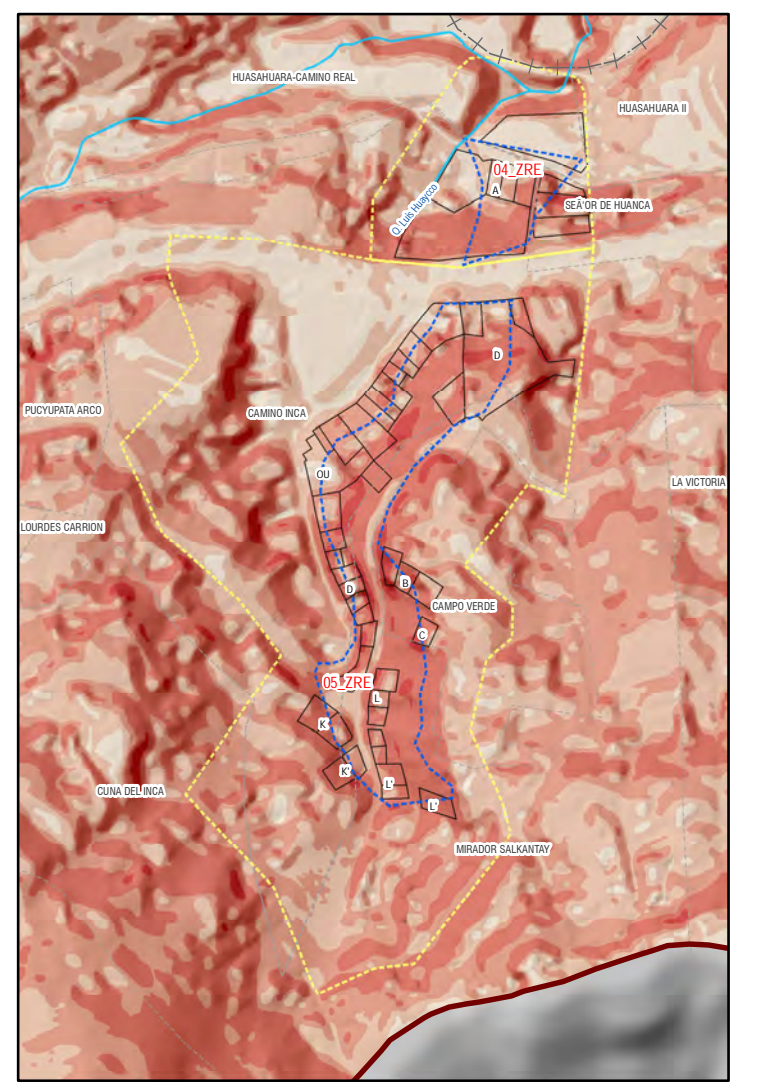 HUASAHUARA-CAMINO REAL
HUASAHUARA II
04_ZRE
A
Q. Luis Huaycco
SEÃ'OR DE HUANCA
D
PUCYUPATA ARCO
CAMINO INCA
OU
LA VICTORIA
LOURDES CARRION
B
D
CAMPO VERDE
C
05_ZRE
L
K
K'
L'
CUNA DEL INCA
L'
MIRADOR SALKANTAY